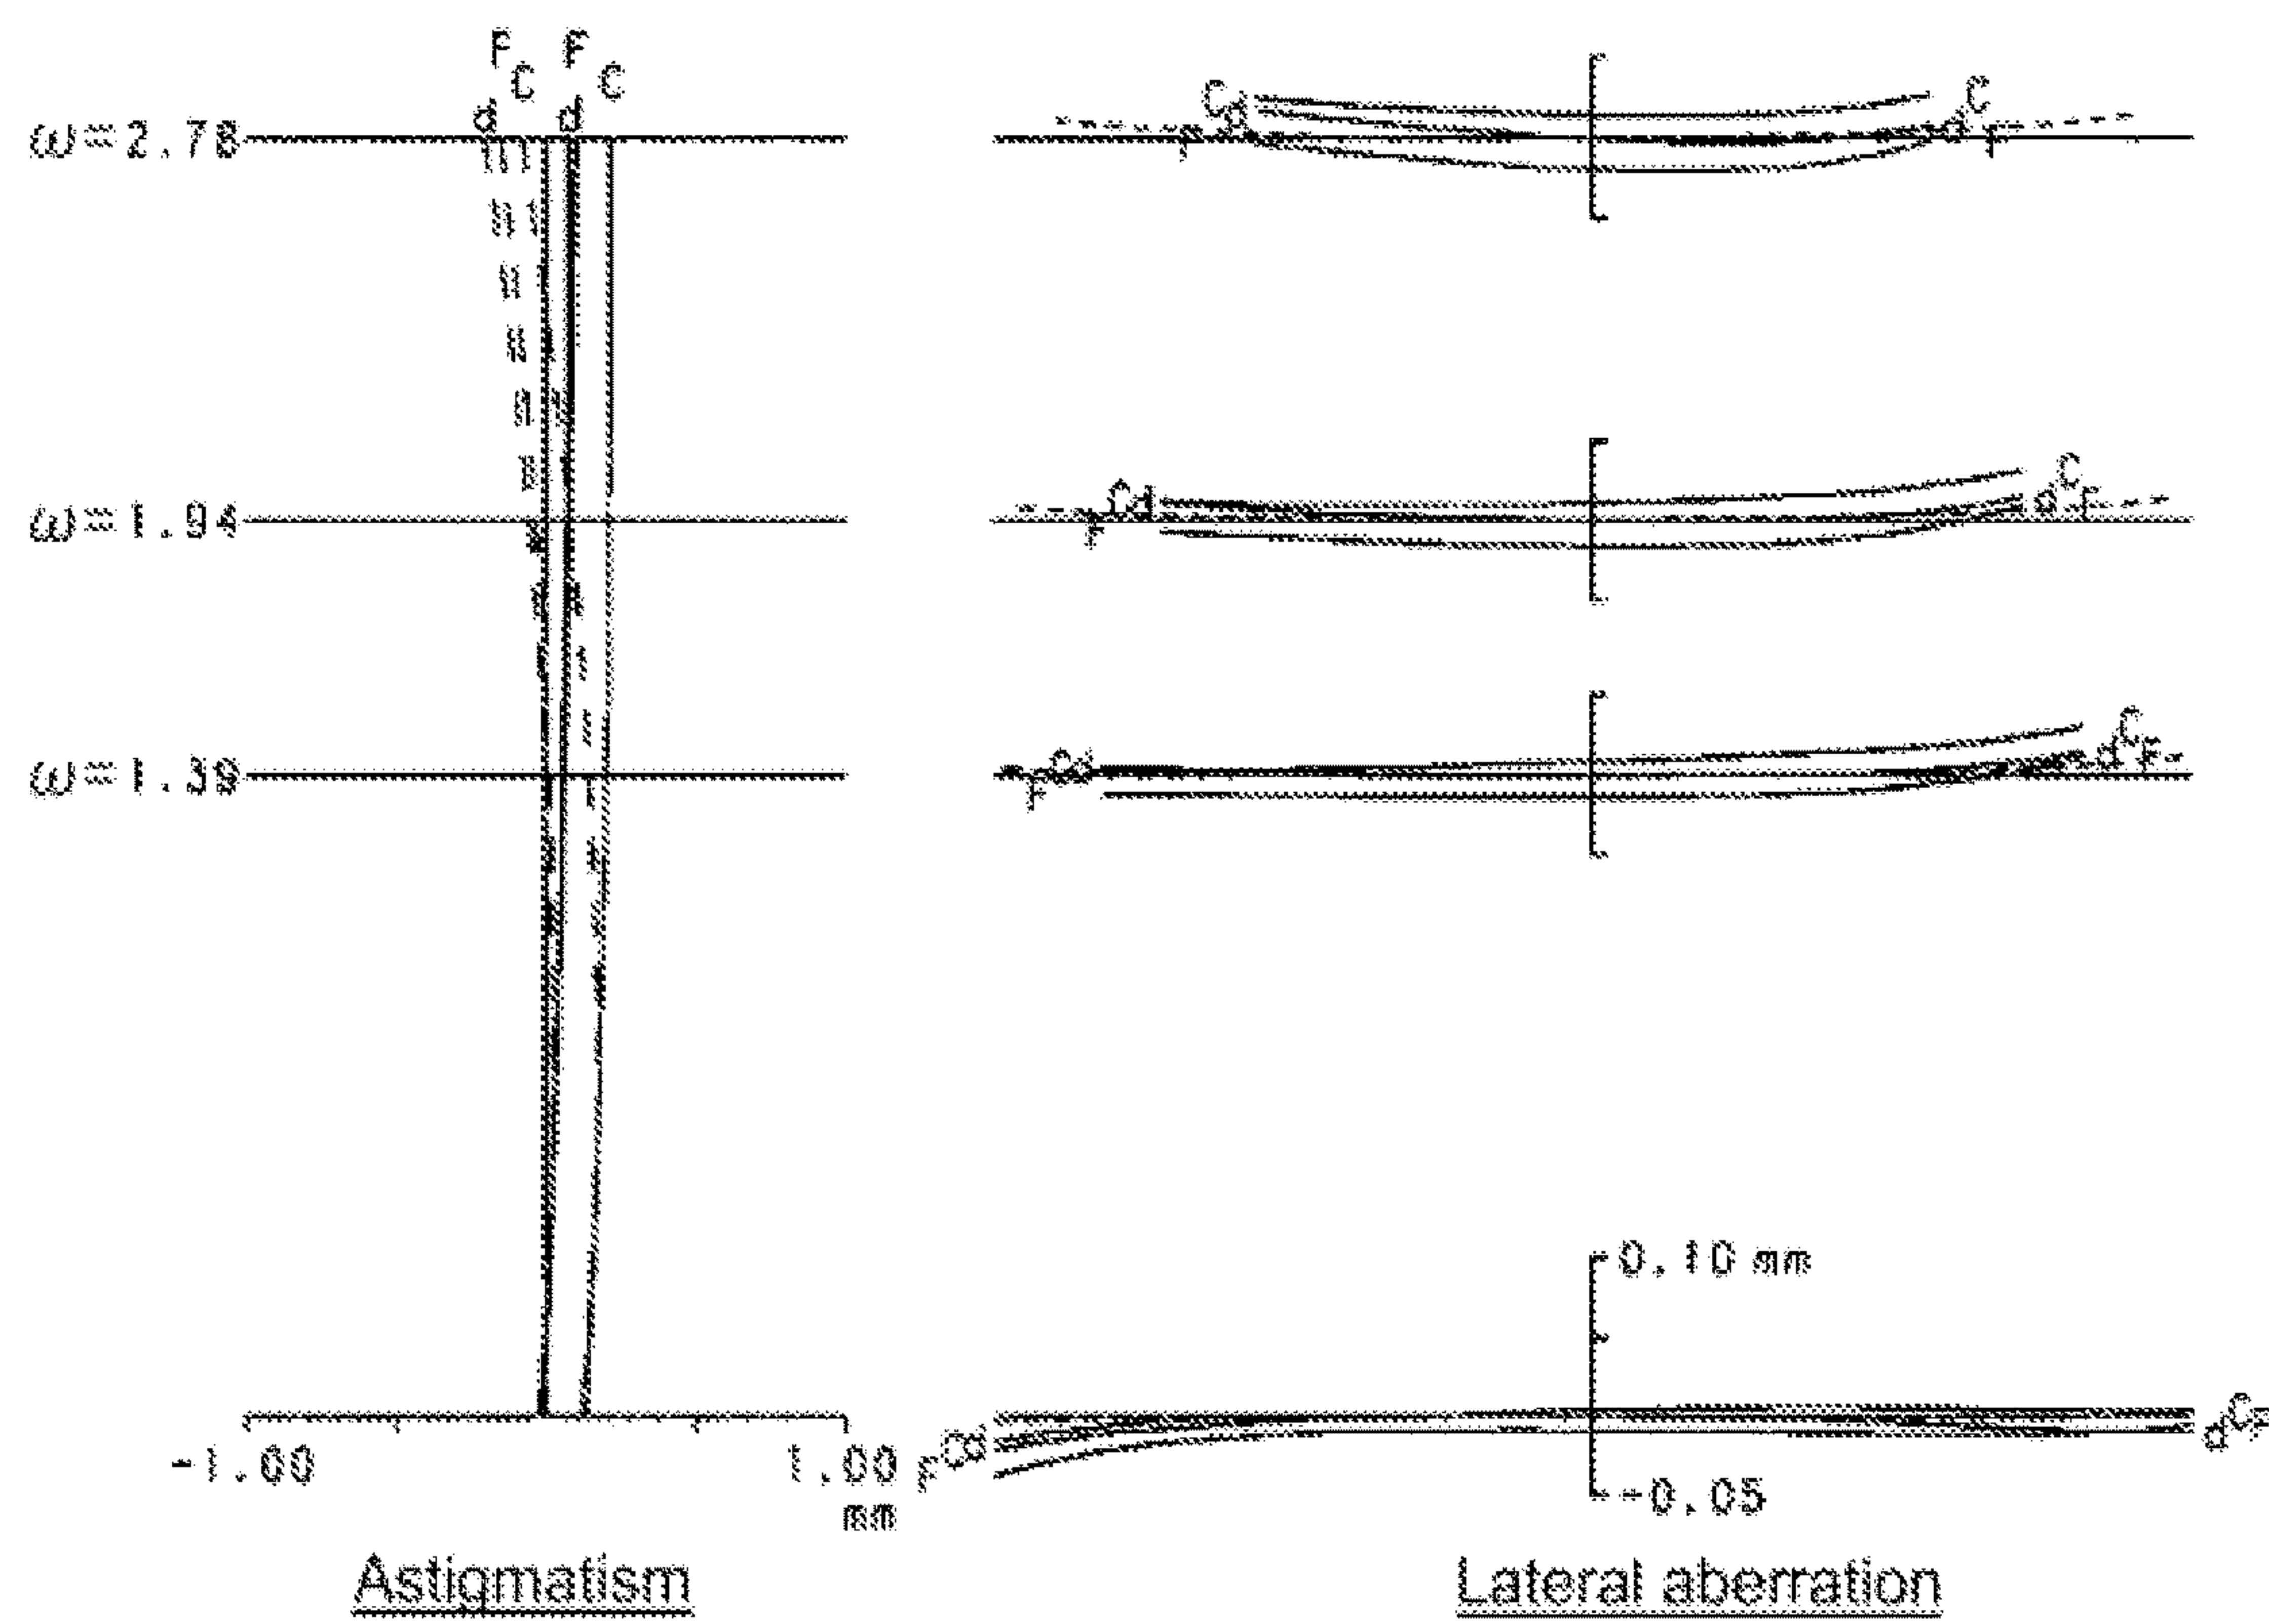 F F
C C
d d
ω=2.78
C d
F
C
d F
ω=1.94
C d
F
C
d F
ω=1.39
C d
F
C
d F
0.10 mm
-1.00
1.00
mm
F C d
d C F
-0.05
Astigmatism
Lateral aberration